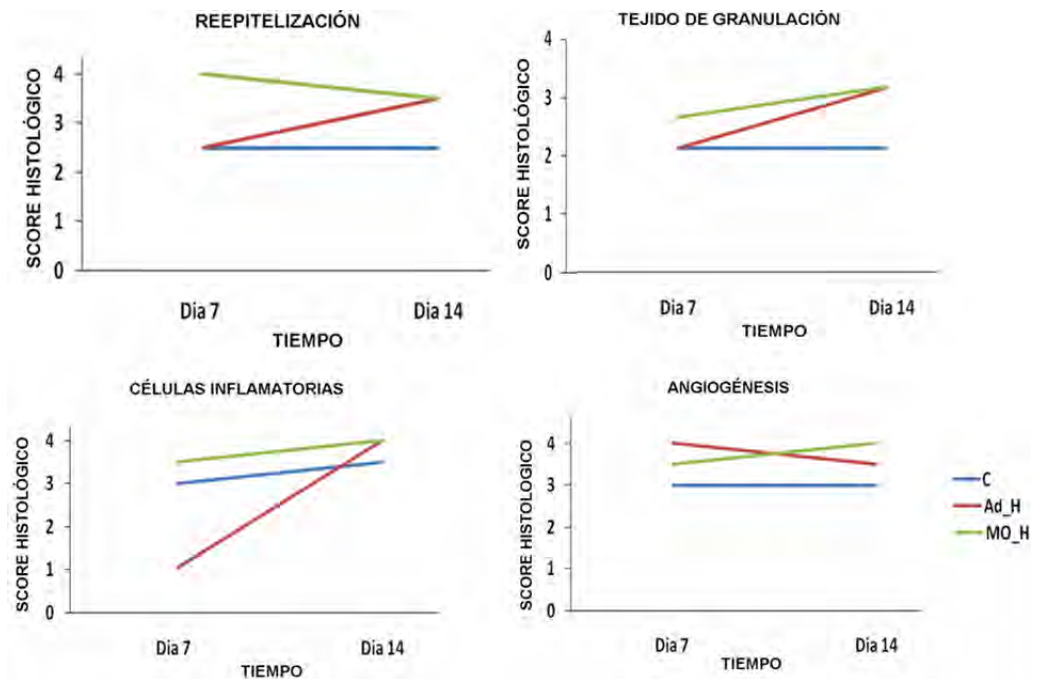 REEPITELIZACIÓN
SCORE HISTOLÓGICO
4
3
2
1
0
Dia 7 Dia 14
TIEMPO
TEJIDO DE GRANULACIÓN
SCORE HISTOLÓGICO
4
3
2
1
0
Dia 7 Dia 14
TIEMPO
CÉLULAS INFLAMATORIAS
SCORE HISTOLÓGICO
4
3
2
1
0
Dia 7 Dia 14
TIEMPO
ANGIOGÉNESIS
SCORE HISTOLÓGICO
4
3
2
1
0
Dia 7 Dia 14
TIEMPO
C
Ad_H
MO_H